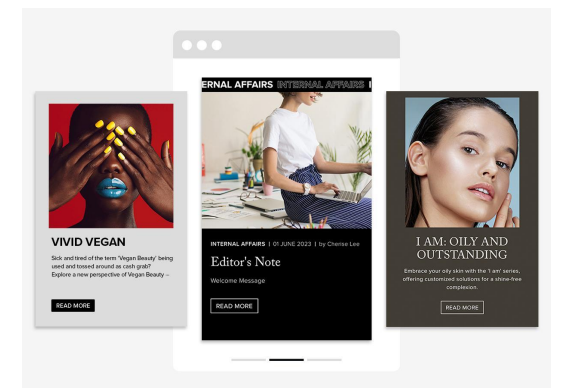 VIVID VEGAN
Sick and tired of the term 'Vegan Beauty' being
used and tossed around as cash grab?
Explore a new perspective of Vegan Beauty –
READ MORE
ERNAL AFFAIRS INTERNAL AFFAIRS I
INTERNAL AFFAIRS | 01 JUNE 2023 | by Cherise Lee
Editor's Note
Welcome Message
READ MORE
I AM: OILY AND
OUTSTANDING
Embrace your oily skin with the 'I am' series,
offering customized solutions for a shine-free
complexion.
READ MORE